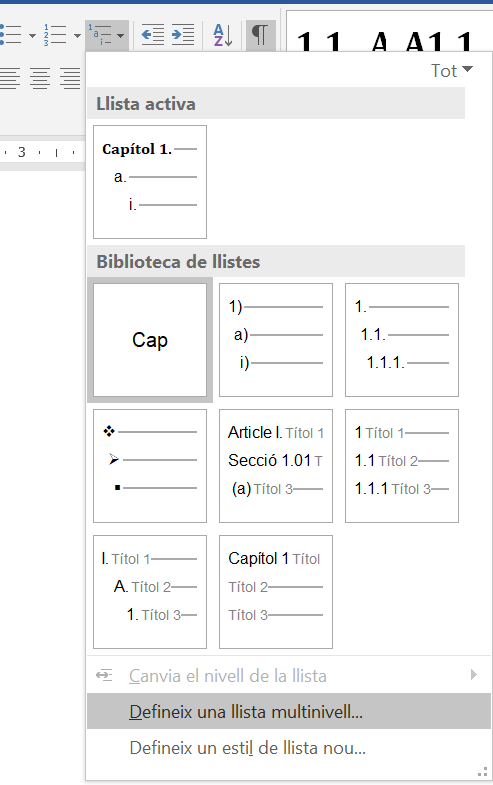 1.1. A. A1.1.
Tot
3
Llista activa
Capítol 1.
a.
i.
Biblioteca de llistes
Cap
1)
a)
i)
1.
1.1.
1.1.1.
Article I. Títol 1
Secció 1.01 T
(a) Títol 3
1 Títol 1
1.1 Títol 2
1.1.1 Títol 3
I. Títol 1
A. Títol 2
1. Títol 3
Capítol 1 Títol
Títol 2
Títol 3
Canvia el nivell de la llista
Defineix una llista multinivell...
Defineix un estil de llista nou...